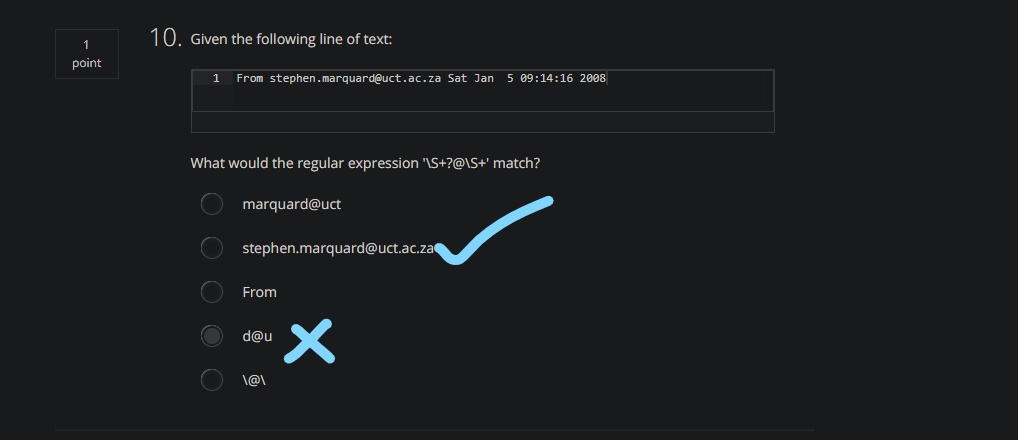 1
point
10. Given the following line of text:
1 From stephen.marquard@uct.ac.za Sat Jan  5 09:14:16 2008
What would the regular expression '\S+?@\S+' match?
marquard@uct
stephen.marquard@uct.ac.za
From
d@u
\@\